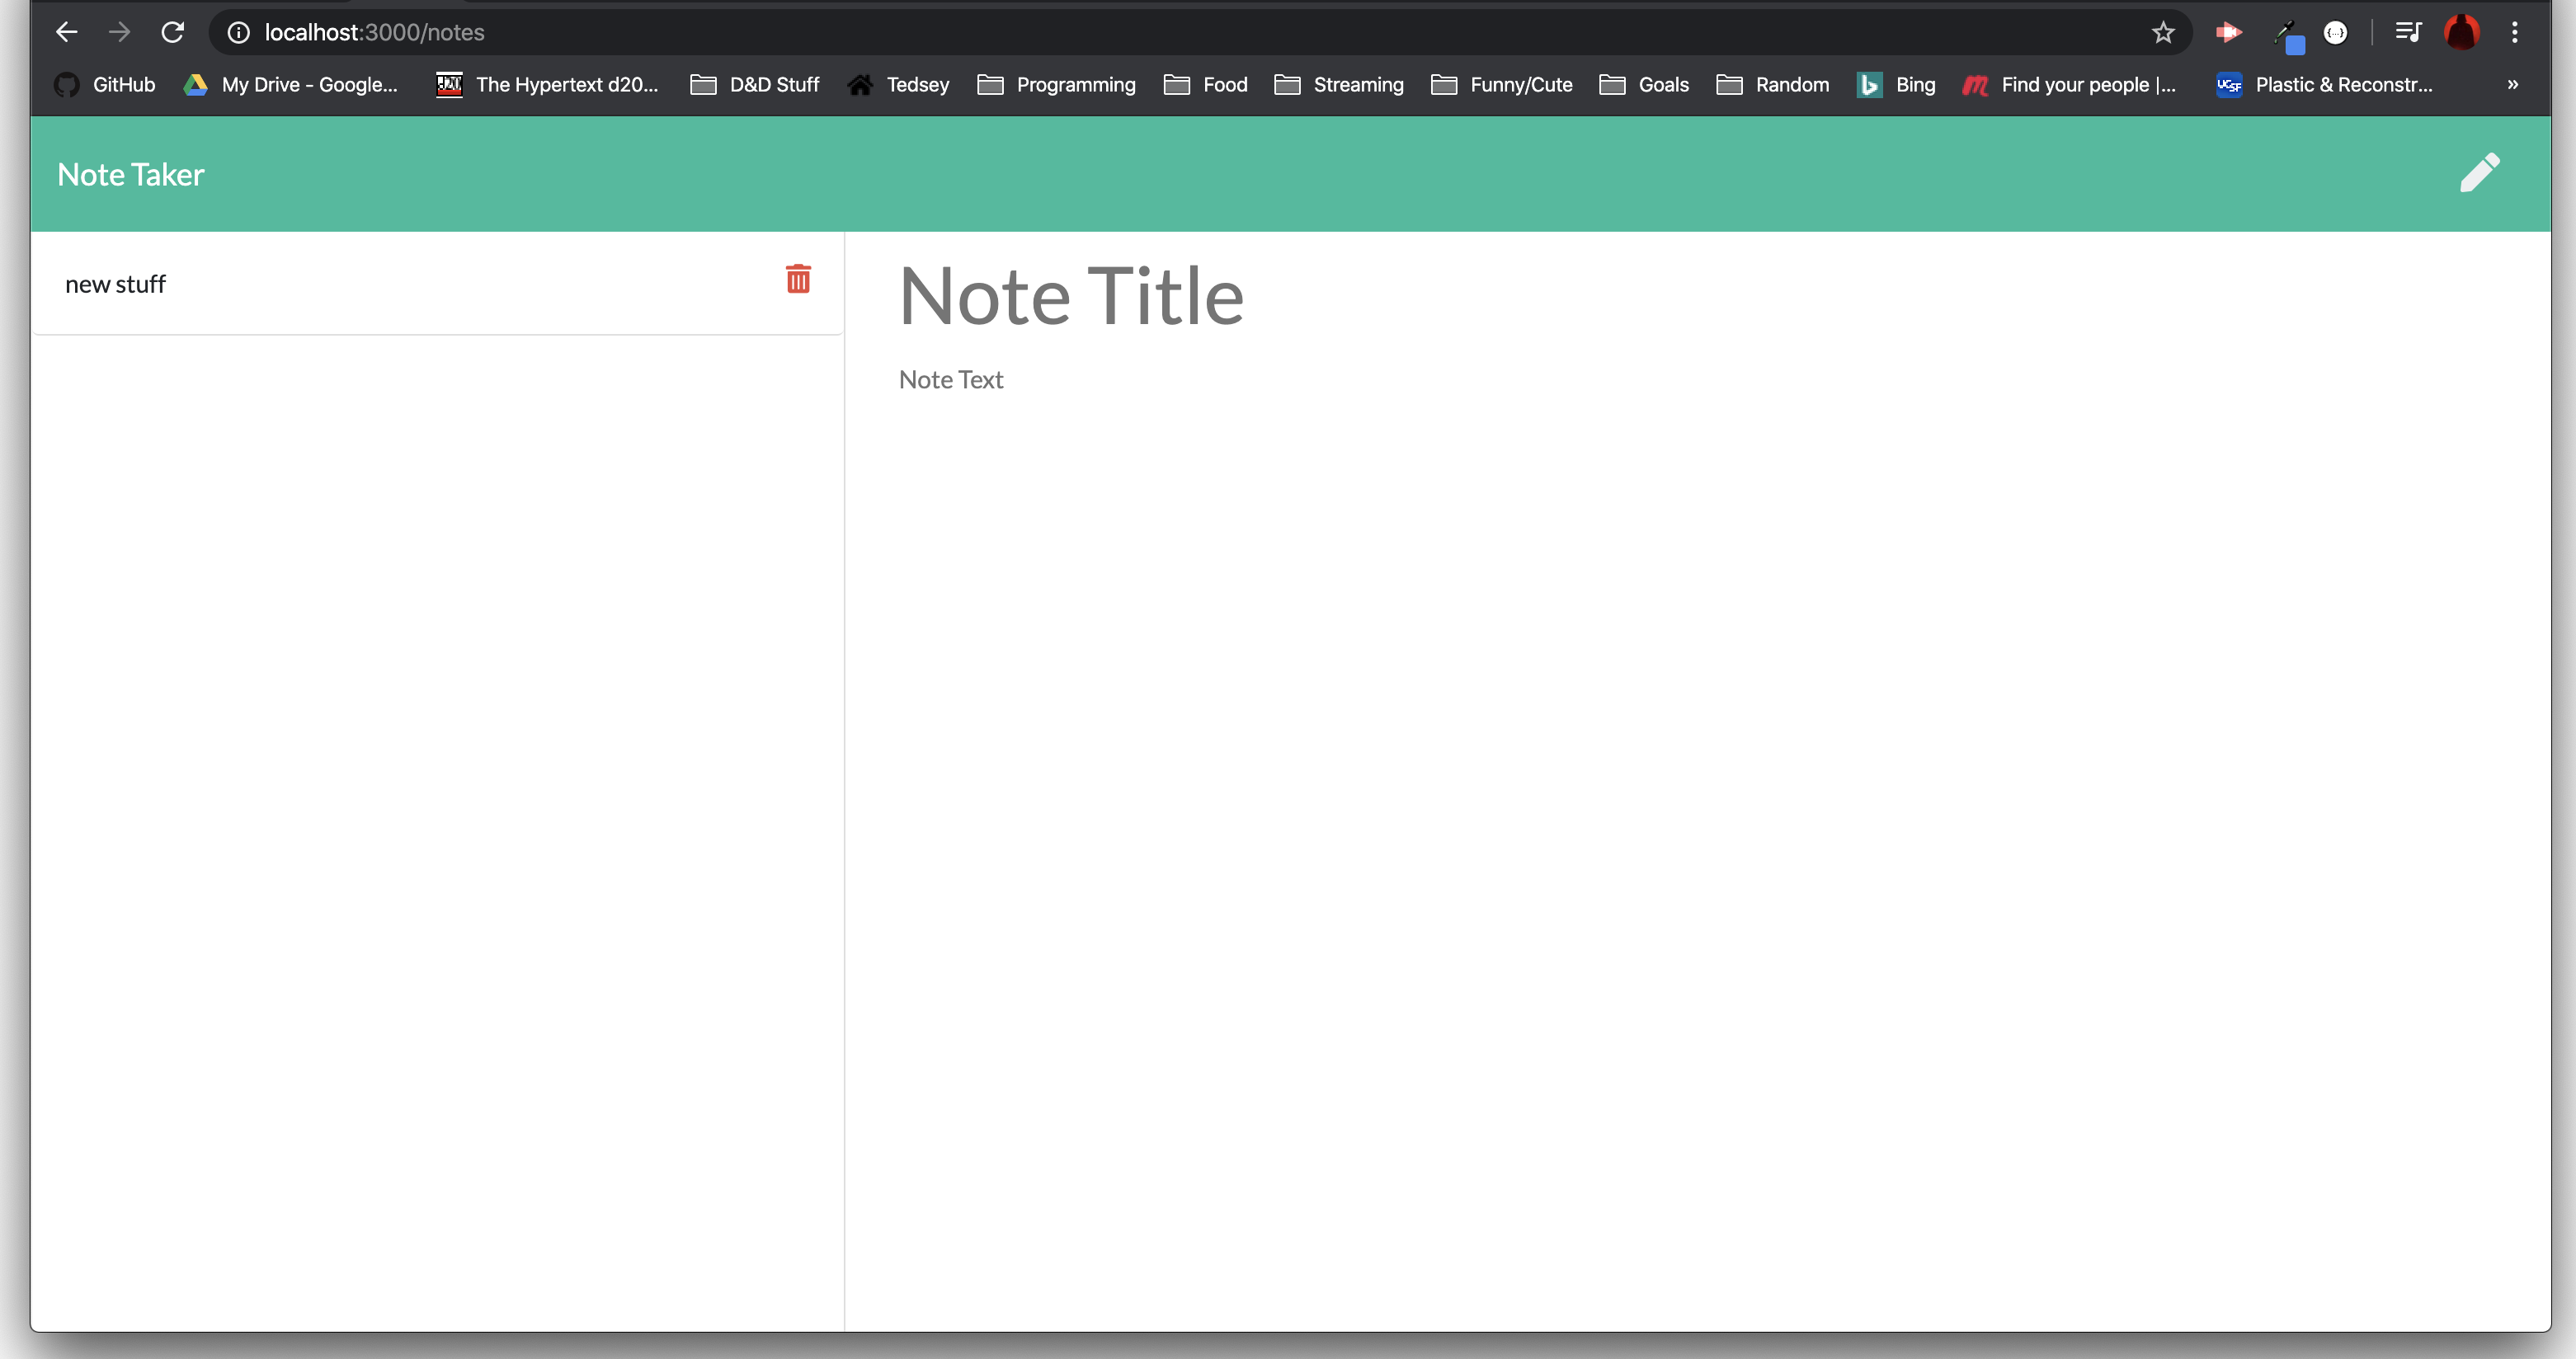 localhost:3000/notes
GitHub My Drive - Google... The Hypertext d20... D&D Stuff Tedsey Programming Food Streaming Funny/Cute Goals Random Bing Find your people |... UCSF Plastic & Reconstr... »
Note Taker
new stuff
Note Title
Note Text